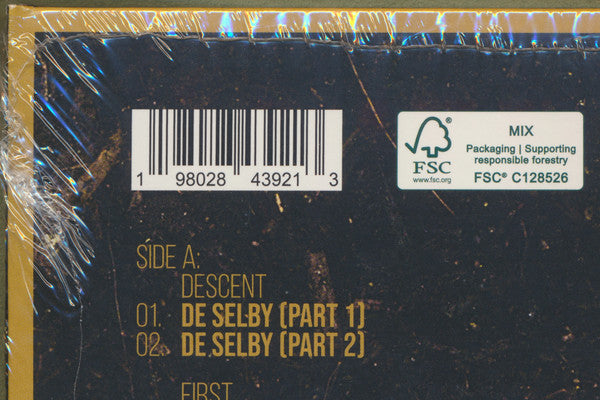 1 98028 43921 3
FSC
www.fsc.org
MIX
Packaging | Supporting
responsible forestry
FSC® C128526
SIDE A:
DESCENT
01. DE SELBY (PART 1)
02. DE SELBY (PART 2)
FIRST